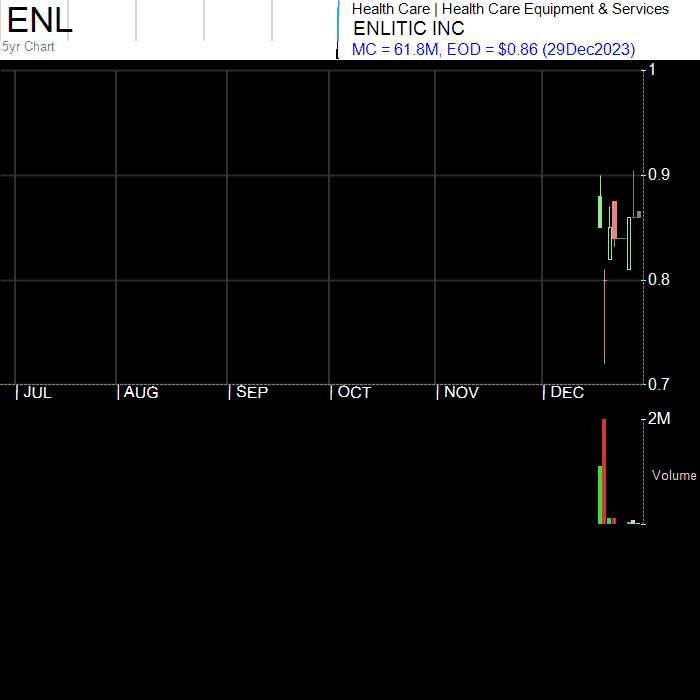 ENL
5yr Chart
Health Care | Health Care Equipment & Services
ENLITIC INC
MC = 61.8M, EOD = $0.86 (29Dec2023)
1
0.9
0.8
0.7
| JUL | AUG | SEP | OCT | NOV | DEC
2M
Volume